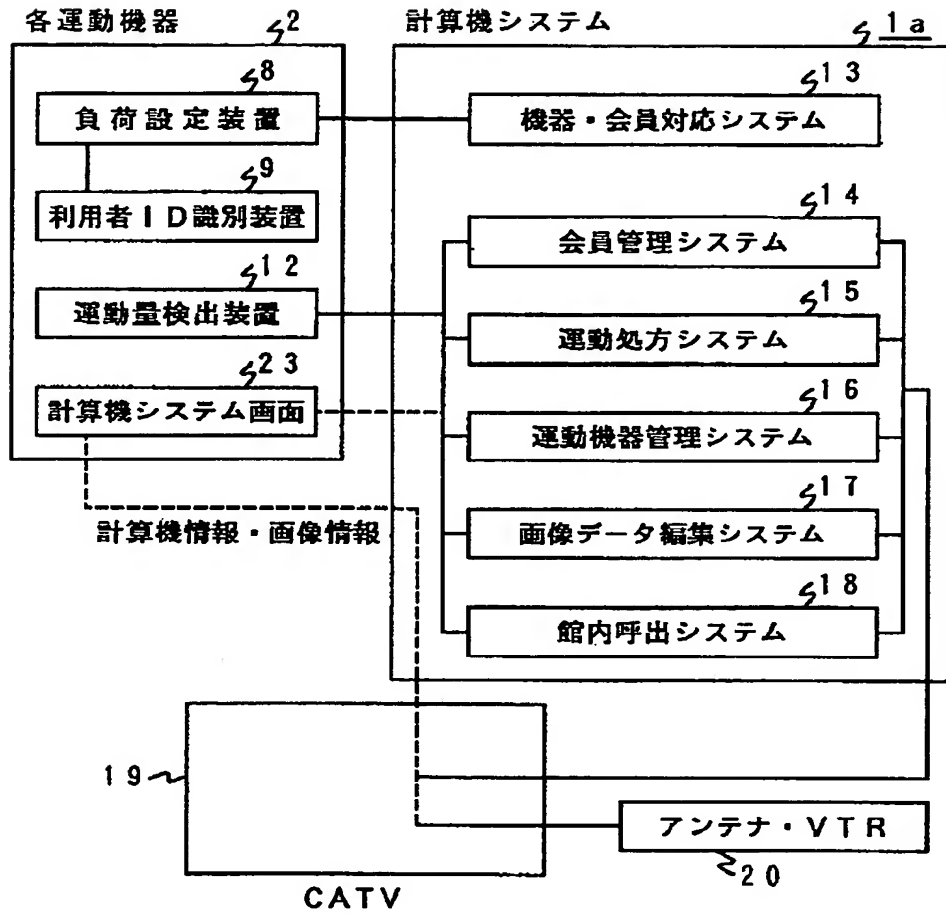 各運動機器
2
計算機システム
1a
8
負荷設定装置
9
利用者ID識別装置
12
運動量検出装置
23
計算機システム画面
13
機器・会員対応システム
14
会員管理システム
15
運動処方システム
16
運動機器管理システム
17
画像データ編集システム
18
館内呼出システム
計算機情報・画像情報
19
CATV
アンテナ・VTR
20